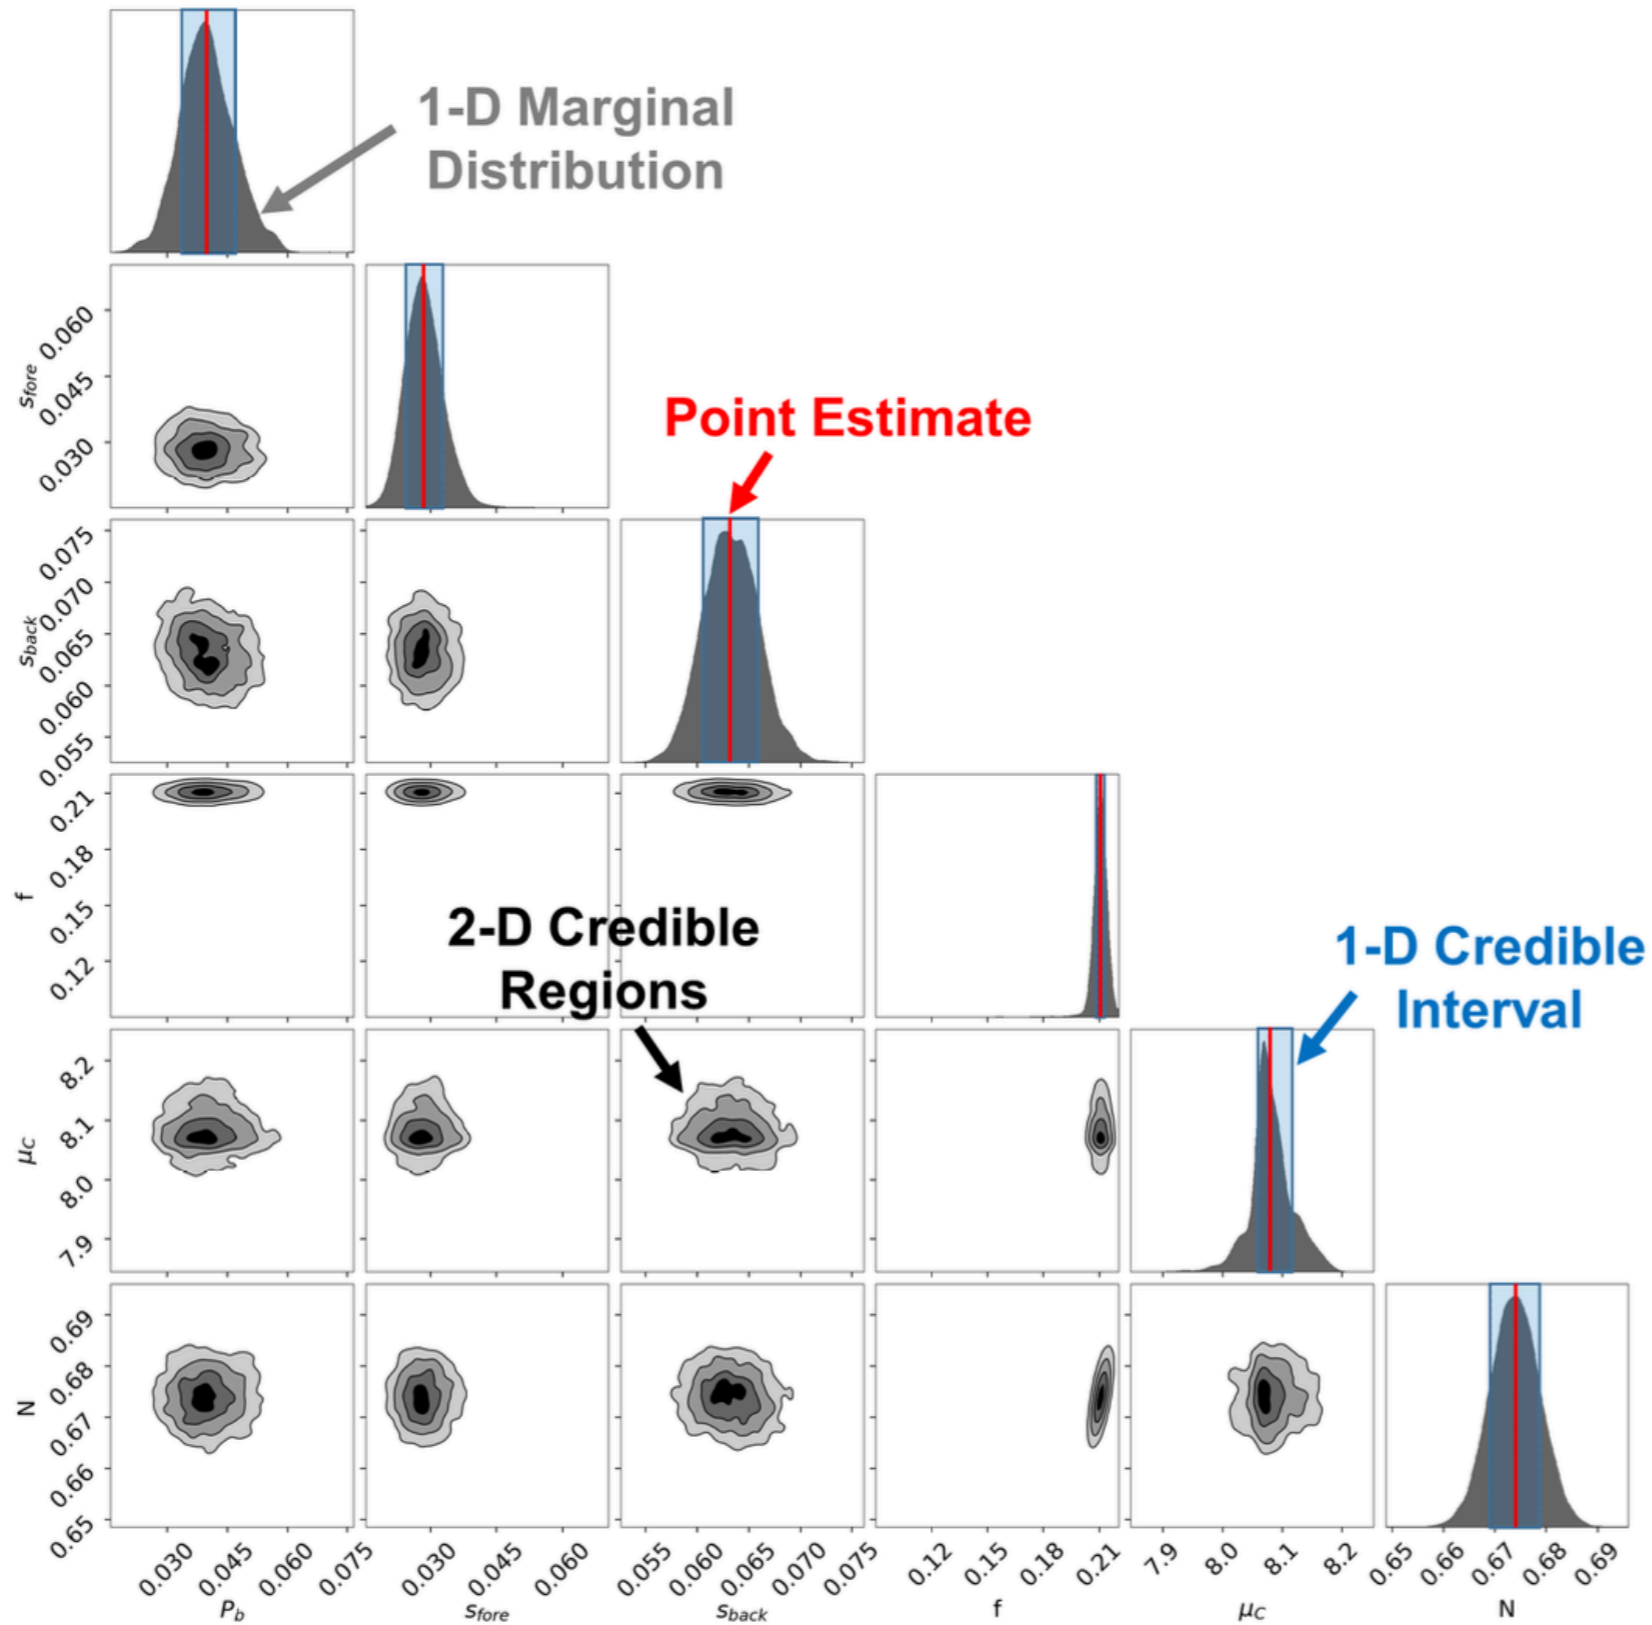 1-D Marginal
Distribution
s_fore
0.060
0.045
0.030
Point Estimate
s_back
0.075
0.070
0.065
0.060
0.055
f
0.21
0.18
0.15
0.12
2-D Credible
Regions
1-D Credible
Interval
μ_C
8.2
8.1
8.0
7.9
N
0.69
0.68
0.67
0.66
0.65
0.030 0.045 0.060 0.075 0.030 0.045 0.060 0.055 0.060 0.065 0.070 0.075 0.12 0.15 0.18 0.21 7.9 8.0 8.1 8.2 0.65 0.66 0.67 0.68 0.69
P_b s_fore s_back f μ_C N